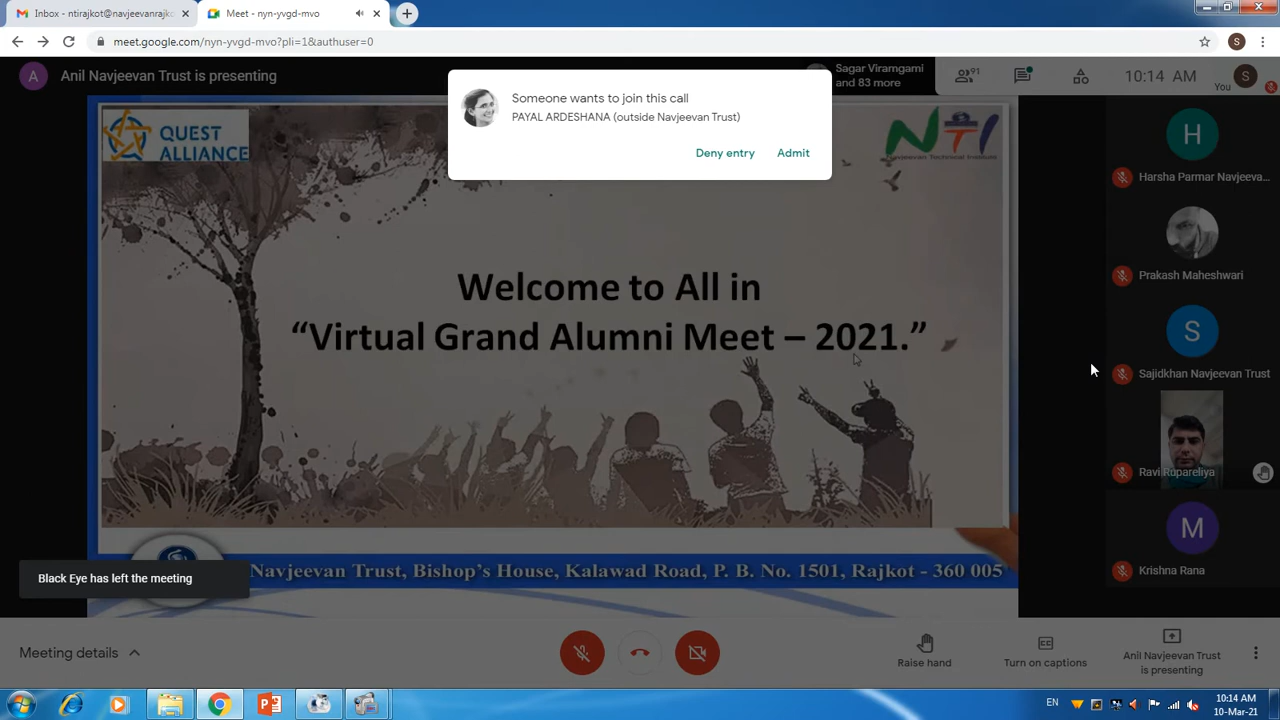 Inbox - ntirajkot@navjeevanrajko
Meet - nyn-yvgd-mvo
meet.google.com/nyn-yvgd-mvo?pli=1&authuser=0
S
A
Anil Navjeevan Trust is presenting
Someone wants to join this call
PAYAL ARDESHANA (outside Navjeevan Trust)
Deny entry
Admit
Sagar Viramgami
and 83 more
91
10:14 AM
You
S
QUEST
ALLIANCE
NTI
Navjeevan Technical Institute
Welcome to All in
“Virtual Grand Alumni Meet – 2021.”
H
Harsha Parmar Navjeeva...
Prakash Maheshwari
S
Sajidkhan Navjeevan Trust
Ravi Rupareliya
M
Krishna Rana
Black Eye has left the meeting
Navjeevan Trust, Bishop's House, Kalawad Road, P. B. No. 1501, Rajkot - 360 005
Meeting details
Raise hand
Turn on captions
Anil Navjeevan Trust
is presenting
EN
10:14 AM
10-Mar-21